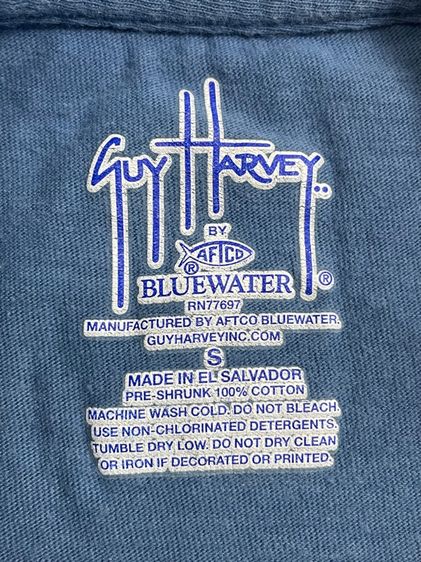 GUY HARVEY
BY
AFTCO
®
BLUEWATER®
RN77697
MANUFACTURED BY AFTCO BLUEWATER
GUYHARVEYINC.COM
S
MADE IN EL SALVADOR
PRE-SHRUNK 100% COTTON
MACHINE WASH COLD. DO NOT BLEACH.
USE NON-CHLORINATED DETERGENTS.
TUMBLE DRY LOW. DO NOT DRY CLEAN
OR IRON IF DECORATED OR PRINTED.